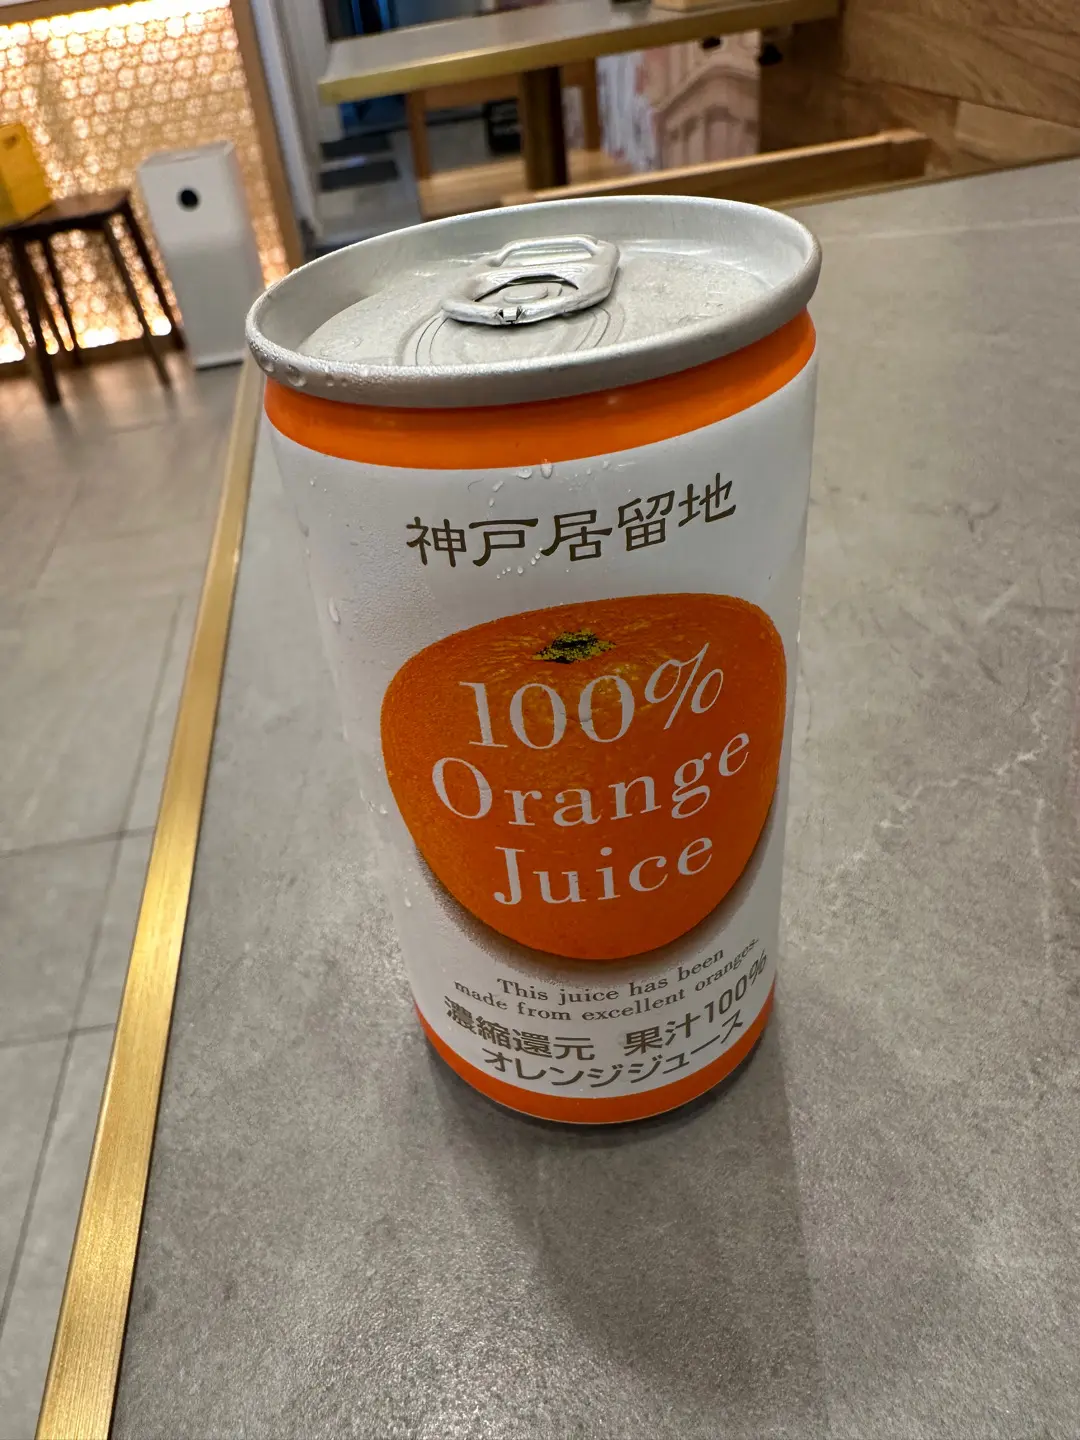 神戸居留地
100%
Orange
Juice
This juice has been
made from excellent oranges.
濃縮還元 果汁100%
オレンジジュース